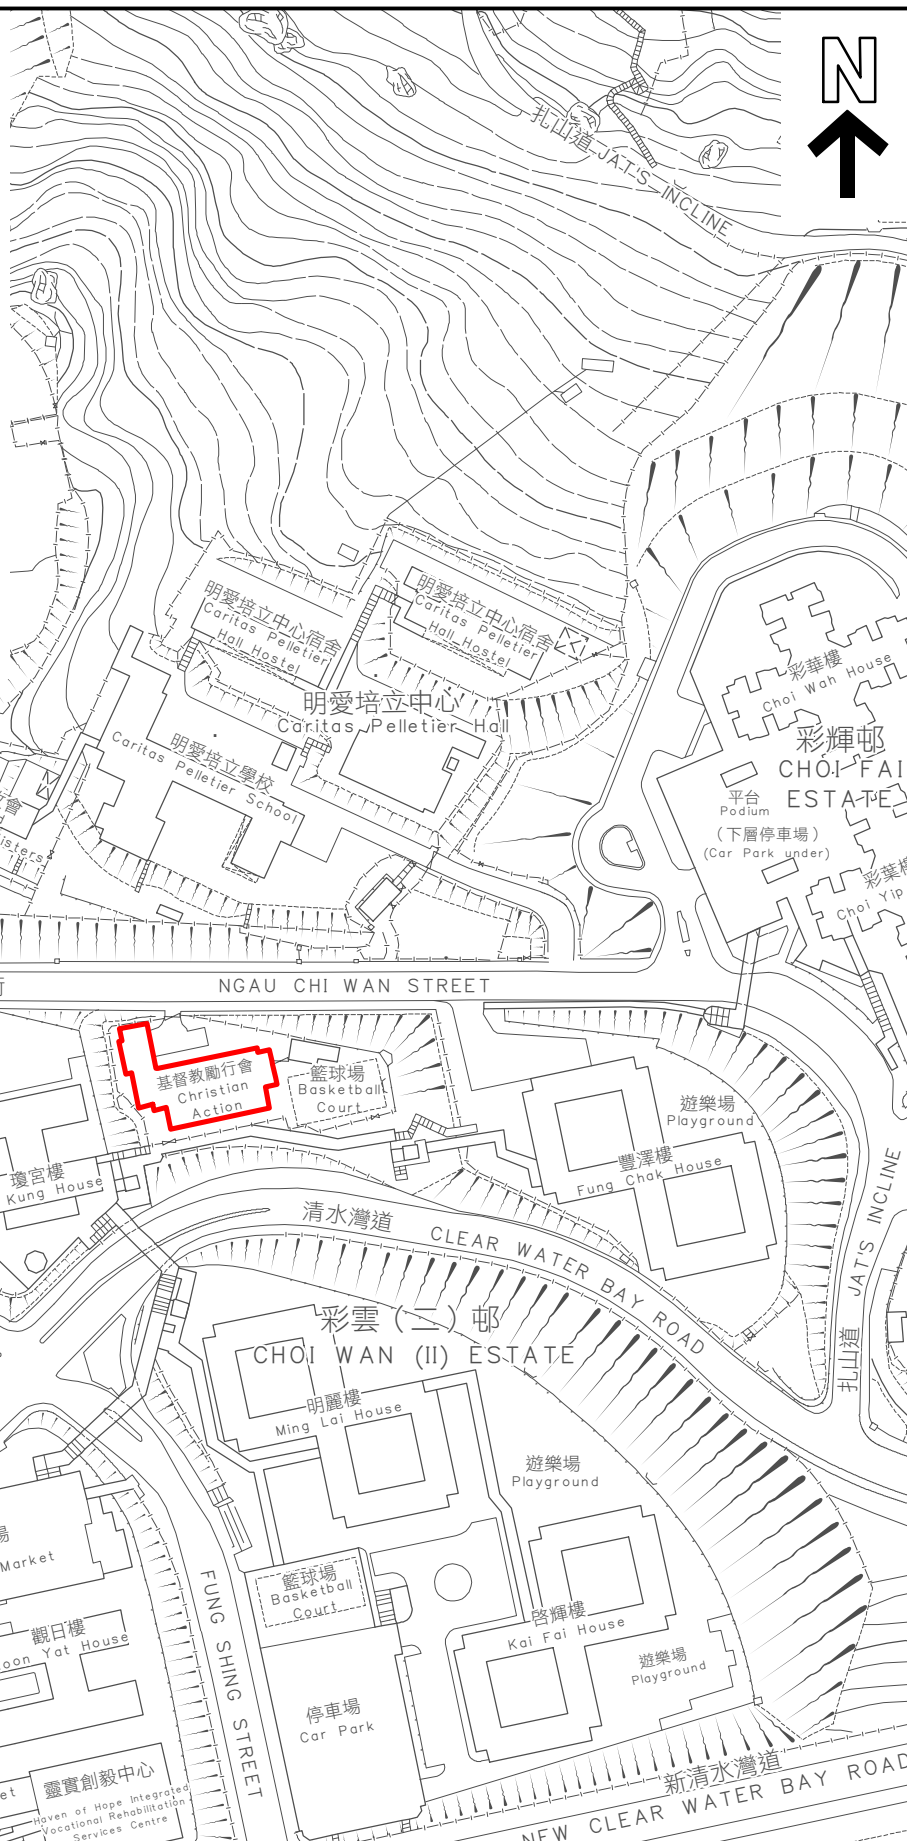 N
扎山道 JAT'S INCLINE
明愛培立中心宿舍
Caritas Pelletier
Hall Hostel
明愛培立中心宿舍
Caritas Pelletier
Hall Hostel
明愛培立中心
Caritas Pelletier Hall
明愛培立學校
Caritas Pelletier School
彩華樓
Choi Wah House
彩輝邨
CHOI FAI
ESTATE
平台
Podium
（下層停車場）
(Car Park under)
彩葉樓
Choi Yip
會
isters
街
NGAU CHI WAN STREET
基督教勵行會
Christian
Action
籃球場
Basketball
Court
遊樂場
Playground
豐澤樓
Fung Chak House
瓊宮樓
Kung House
清水灣道 CLEAR WATER BAY ROAD
扎山道 JAT'S INCLINE
彩雲（二）邨
CHOI WAN (II) ESTATE
明麗樓
Ming Lai House
遊樂場
Playground
場
Market
籃球場
Basketball
Court
FUNG SHING STREET
啓輝樓
Kai Fai House
觀日樓
oon Yat House
遊樂場
Playground
停車場
Car Park
靈實創毅中心
Haven of Hope Integrated
Vocational Rehabilitation
Services Centre
et
新清水灣道
NEW CLEAR WATER BAY ROAD